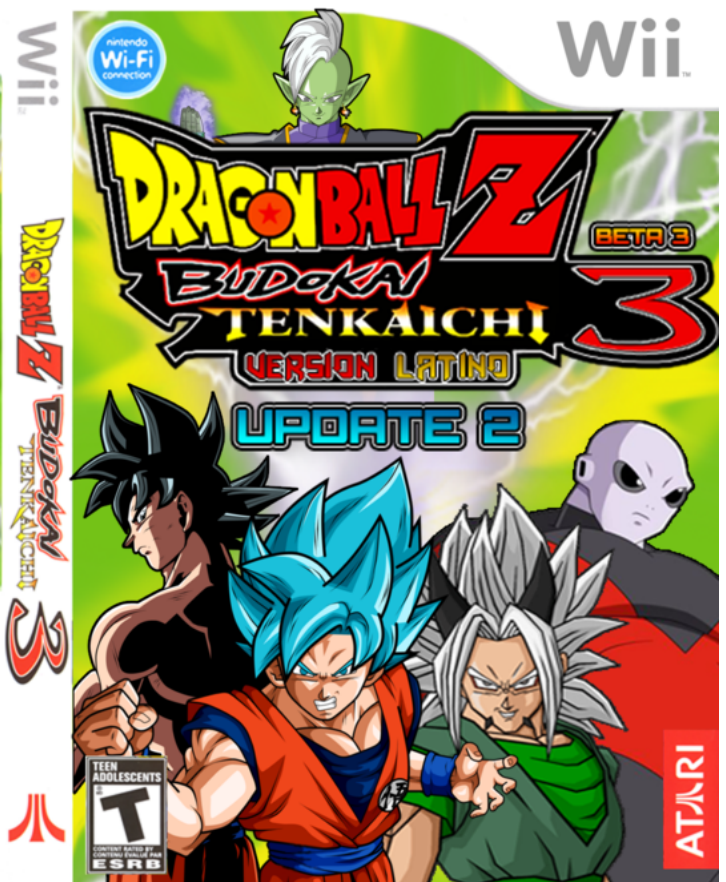 Wii
DRAGON BALL Z
BUDOKAI
TENKAICHI
3
nintendo
Wi-Fi
connection
Wii
TM
DRAGON BALL Z
BETA 3
BUDOKAI
TENKAICHI 3
VERSION LATINO
UPDATE 2
TEEN
ADOLESCENTS
T
CONTENT RATED BY
CONTENU ÉVALUÉ PAR
ESRB
ATARI